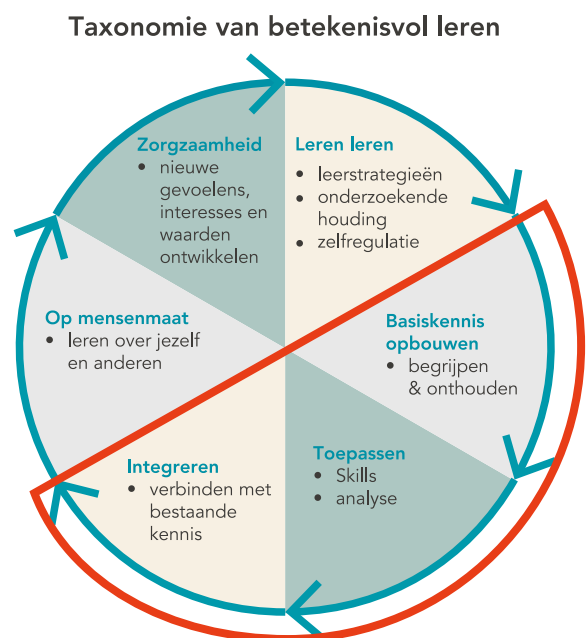 Taxonomie van betekenisvol leren
Zorgzaamheid
• nieuwe
gevoelens,
interesses en
waarden
ontwikkelen
Leren leren
• leerstrategieën
• onderzoekende
houding
• zelfregulatie
Basiskennis
opbouwen
• begrijpen
& onthouden
Toepassen
• Skills
• analyse
Integreren
• verbinden met
bestaande
kennis
Op mensenmaat
• leren over jezelf
en anderen